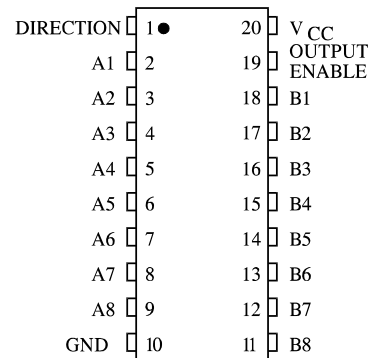 DIRECTION 1 20 VCC
A1 2 19 OUTPUT ENABLE
A2 3 18 B1
A3 4 17 B2
A4 5 16 B3
A5 6 15 B4
A6 7 14 B5
A7 8 13 B6
A8 9 12 B7
GND 10 11 B8